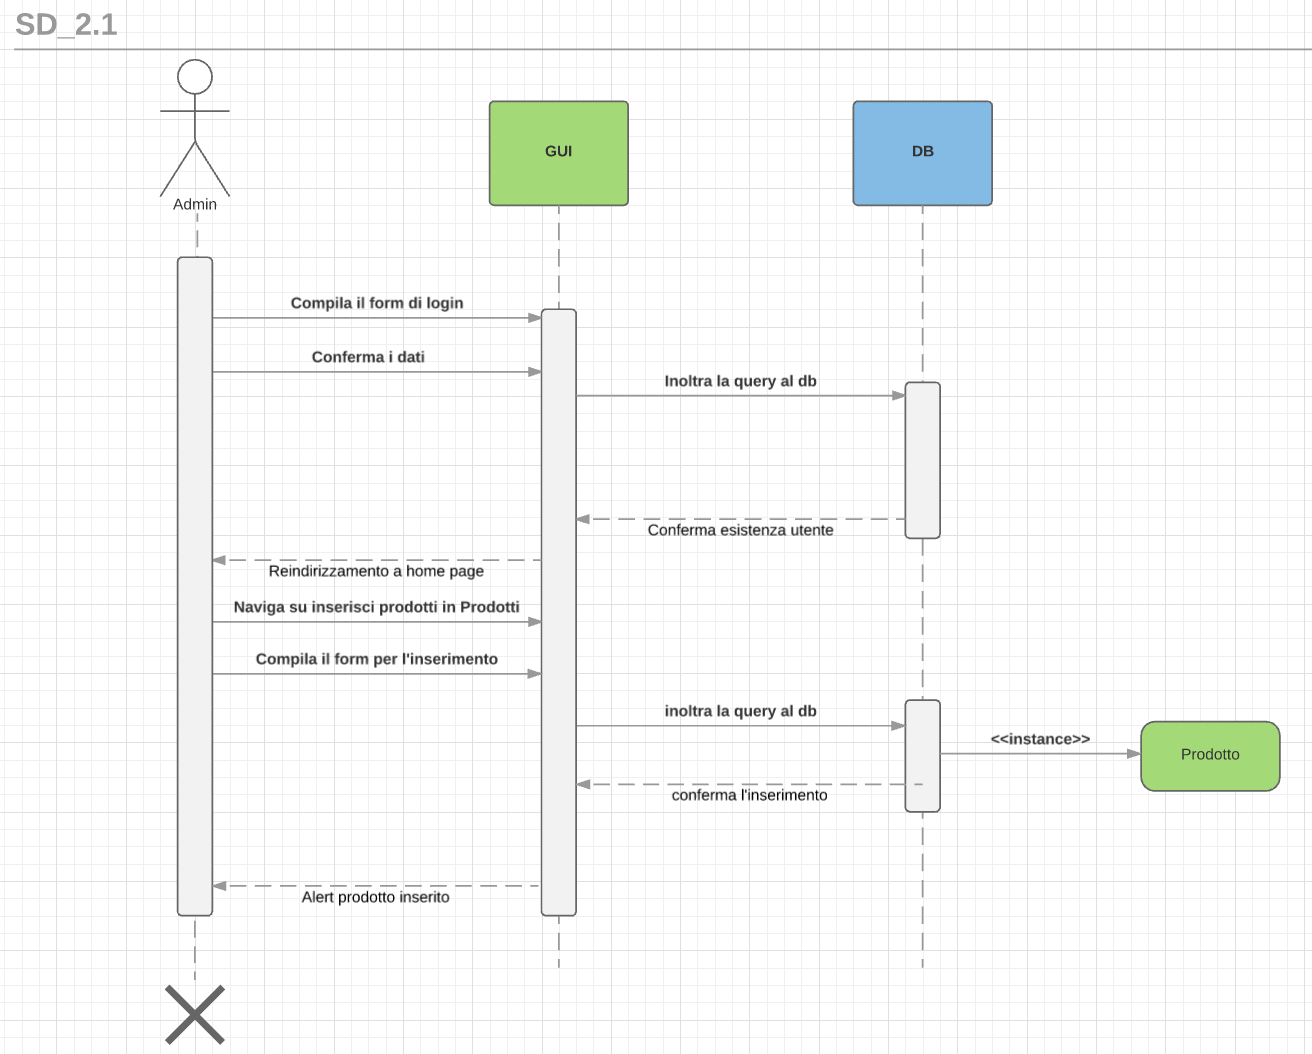 SD_2.1
Admin
GUI
DB
Compila il form di login
Conferma i dati
Inoltra la query al db
Conferma esistenza utente
Reindirizzamento a home page
Naviga su inserisci prodotti in Prodotti
Compila il form per l'inserimento
inoltra la query al db
<<instance>>
Prodotto
conferma l'inserimento
Alert prodotto inserito